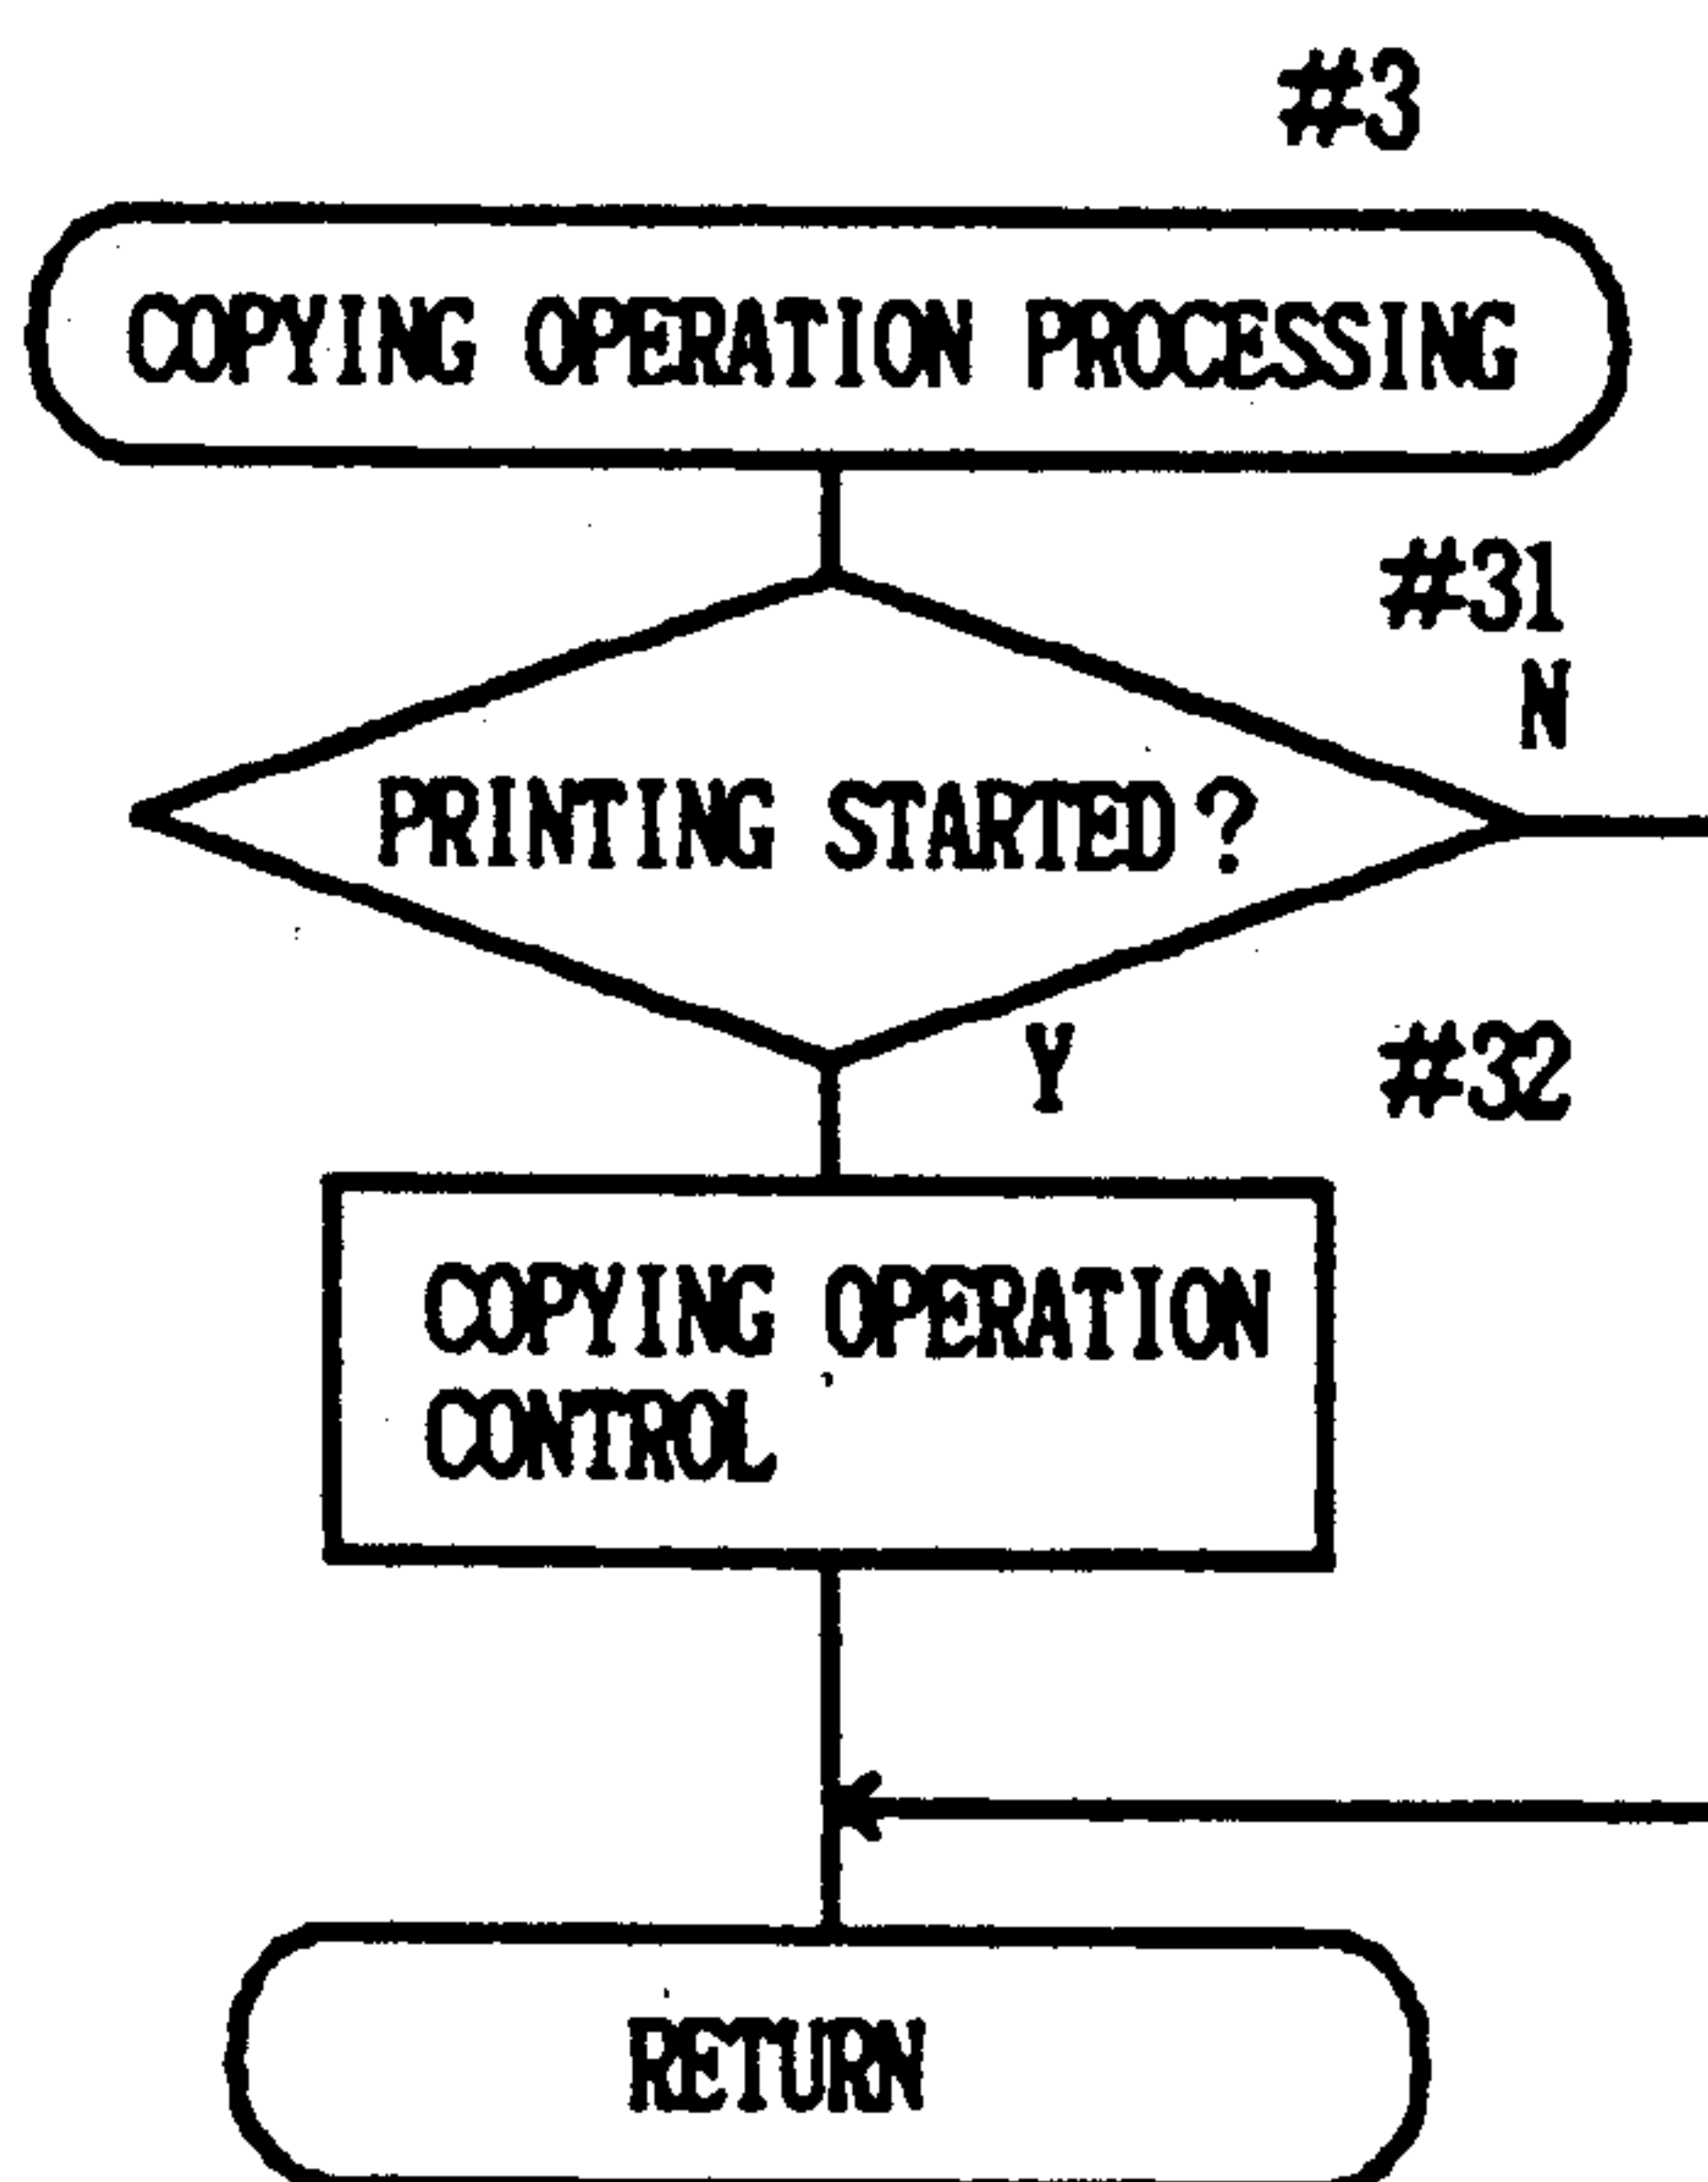 #3
COPYING OPERATION PROCESSING
#31
N
PRINTING STARTED?
Y
#32
COPYING OPERATION
CONTROL
RETURN